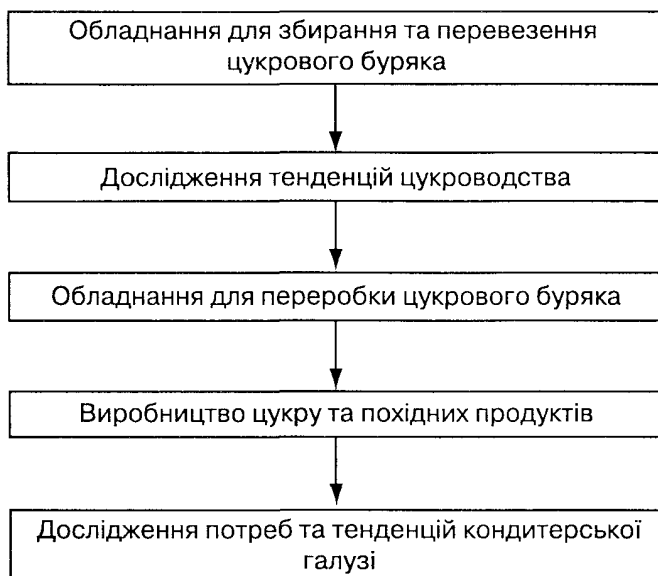 Обладнання для збирання та перевезення
цукрового буряка
Дослідження тенденцій цукроводства
Обладнання для переробки цукрового буряка
Виробництво цукру та похідних продуктів
Дослідження потреб та тенденцій кондитерської
галузі